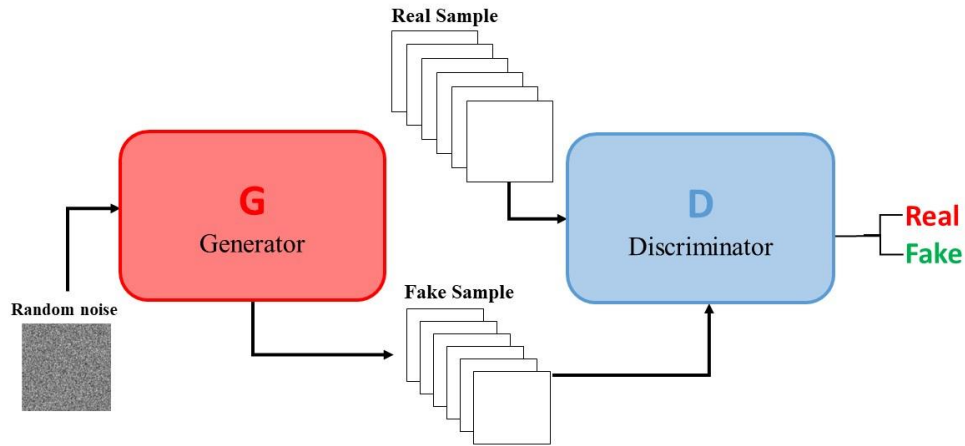 Real Sample
G
Generator
D
Discriminator
Real
Fake
Random noise
Fake Sample